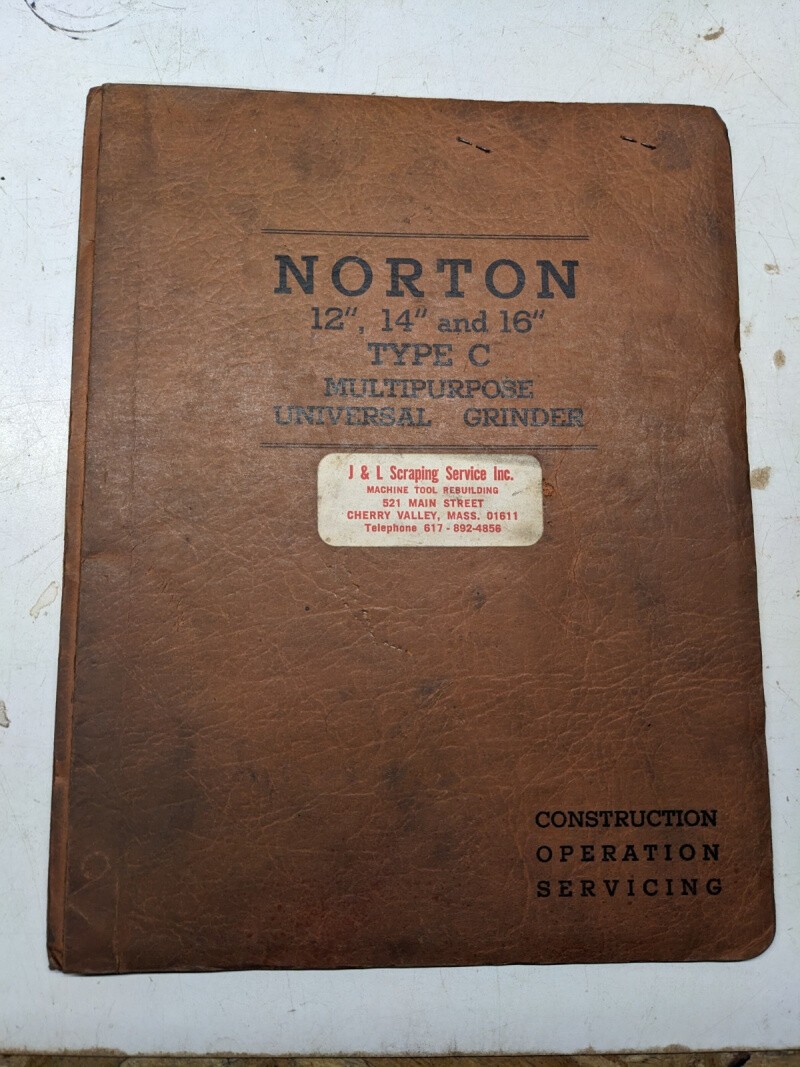 NORTON
12", 14" and 16"
TYPE C
MULTIPURPOSE
UNIVERSAL GRINDER
J & L Scraping Service Inc.
MACHINE TOOL REBUILDING
521 MAIN STREET
CHERRY VALLEY, MASS. 01611
Telephone 617 - 892-4856
CONSTRUCTION
OPERATION
SERVICING